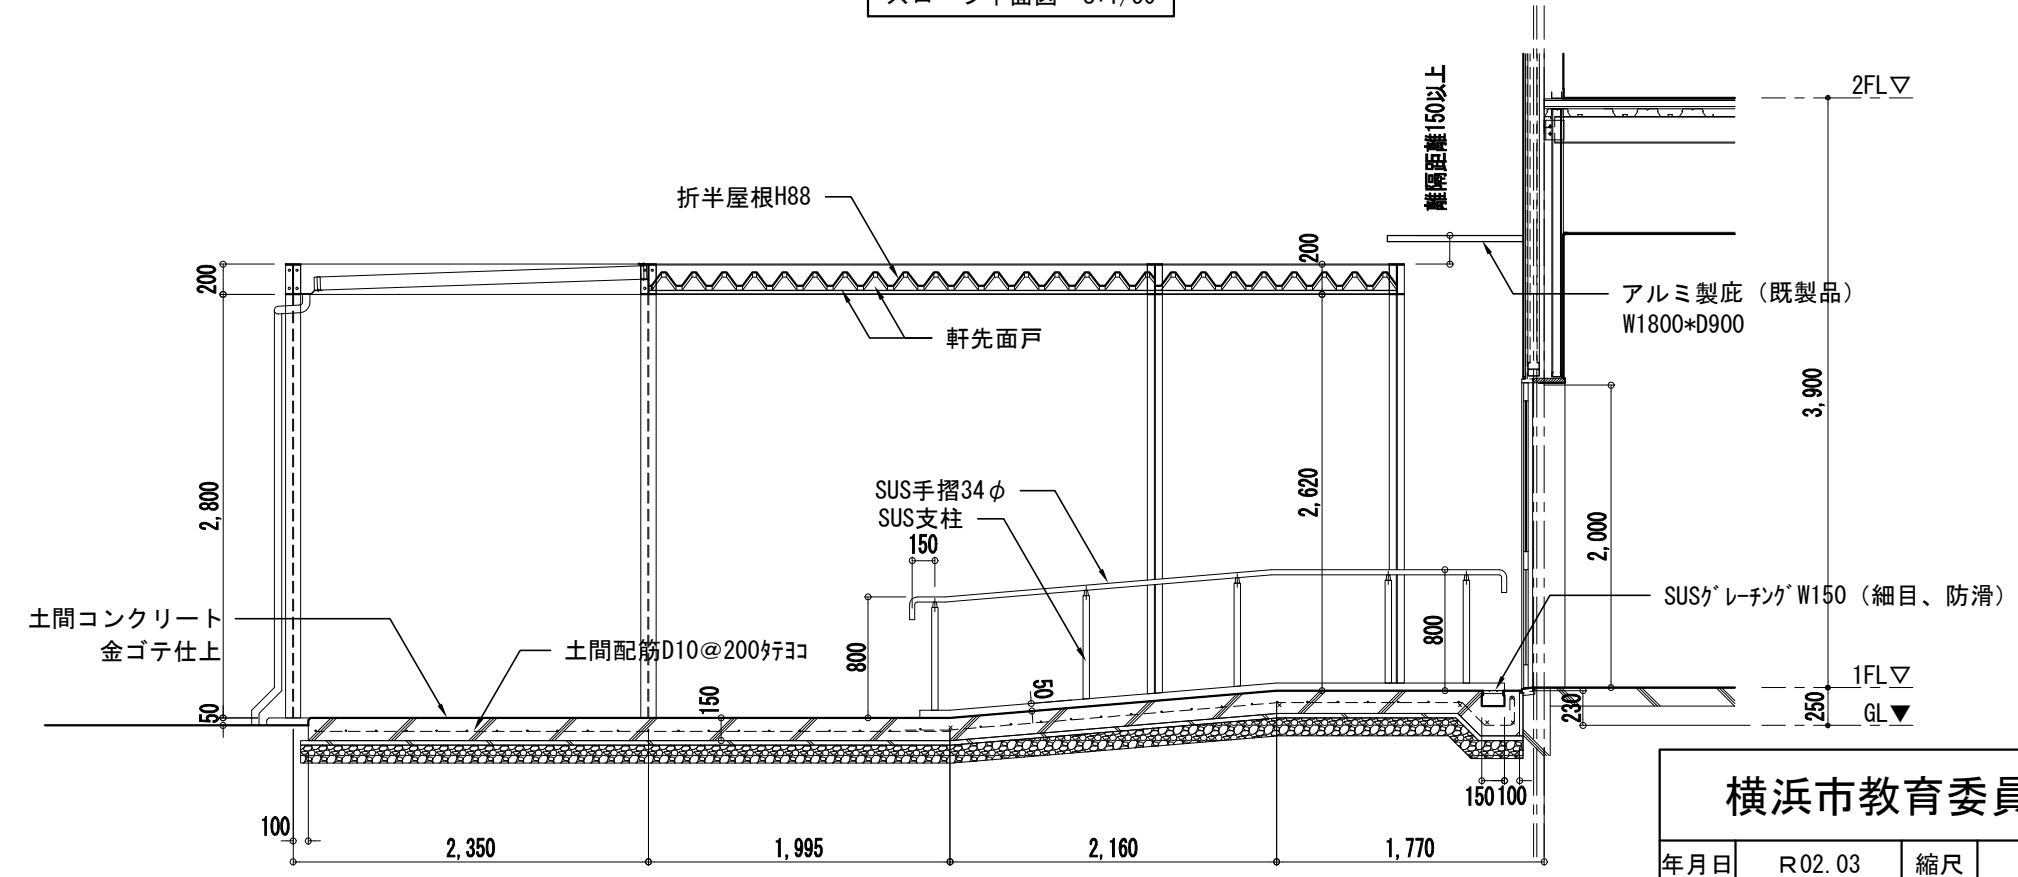 離隔距離150以上
2FL▽
折半屋根H88
200
200
アルミ製庇（既製品）
W1800*D900
軒先面戸
3,900
2,800
SUS手摺34φ
SUS支柱
2,620
2,000
150
土間コンクリート
金ゴテ仕上
土間配筋D10@200ﾀﾃﾖｺ
800
800
SUSｸﾞﾚｰﾁﾝｸﾞW150（細目、防滑）
50
150
50
1FL▽
230
250
GL▼
150
100
100
2,350
1,995
2,160
1,770
横浜市教育委員
年月日
R02.03
縮尺